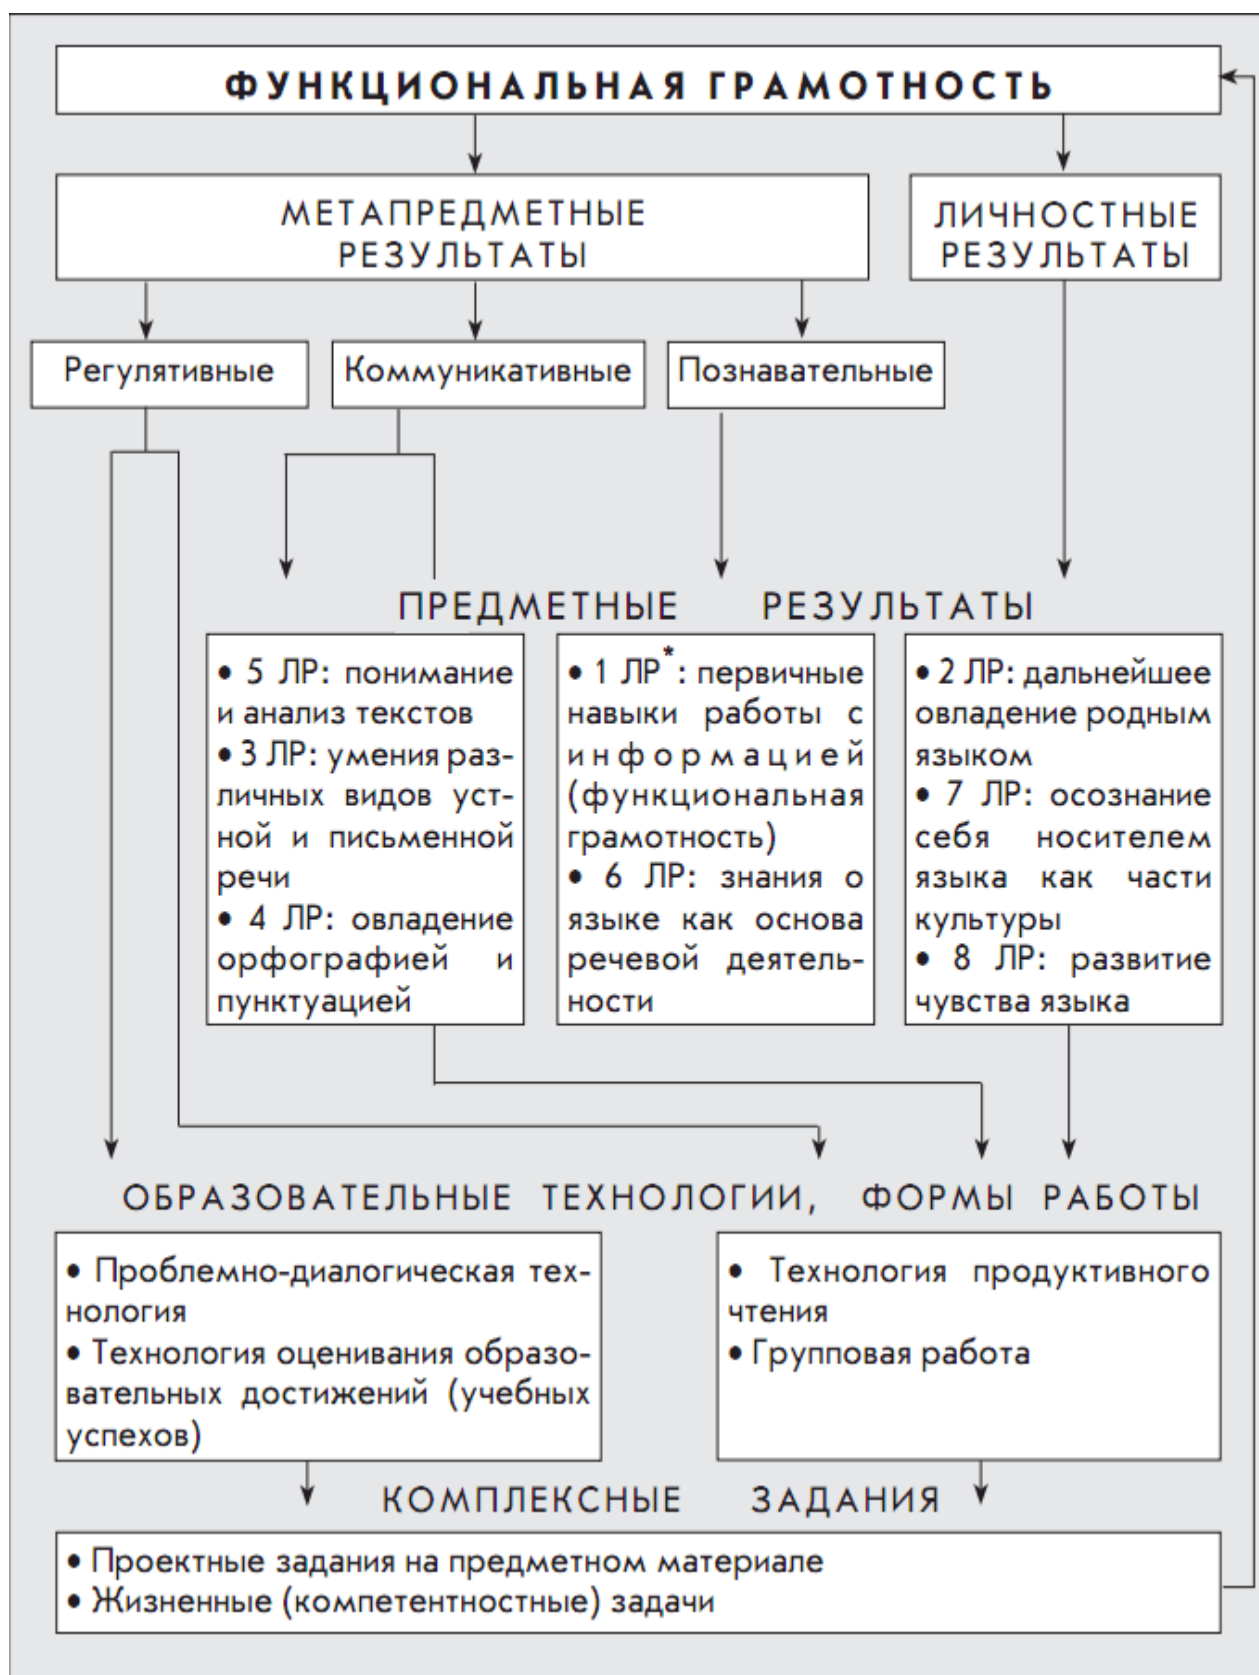 ФУНКЦИОНАЛЬНАЯ ГРАМОТНОСТЬ
МЕТАПРЕДМЕТНЫЕ
РЕЗУЛЬТАТЫ
ЛИЧНОСТНЫЕ
РЕЗУЛЬТАТЫ
Регулятивные
Коммуникативные
Познавательные
ПРЕДМЕТНЫЕ РЕЗУЛЬТАТЫ
• 5 ЛР: понимание
и анализ текстов
• 3 ЛР: умения раз-
личных видов уст-
ной и письменной
речи
• 4 ЛР: овладение
орфографией и
пунктуацией
• 1 ЛР*: первичные
навыки работы с
информацией
(функциональная
грамотность)
• 6 ЛР: знания о
языке как основа
речевой деятель-
ности
• 2 ЛР: дальнейшее
овладение родным
языком
• 7 ЛР: осознание
себя носителем
языка как части
культуры
• 8 ЛР: развитие
чувства языка
ОБРАЗОВАТЕЛЬНЫЕ ТЕХНОЛОГИИ, ФОРМЫ РАБОТЫ
• Проблемно-диалогическая тех-
нология
• Технология оценивания образо-
вательных достижений (учебных
успехов)
• Технология продуктивного
чтения
• Групповая работа
КОМПЛЕКСНЫЕ ЗАДАНИЯ
• Проектные задания на предметном материале
• Жизненные (компетентностные) задачи